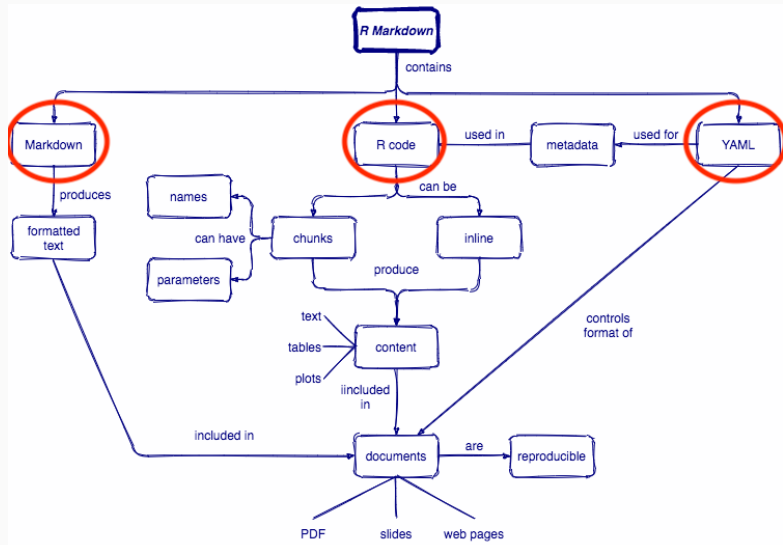 R Markdown
contains
Markdown
R code
used in
metadata
used for
YAML
produces
can be
names
formatted
text
can have
chunks
inline
parameters
produce
text
tables
plots
content
controls
format of
iincluded
in
included in
documents
are
reproducible
PDF
slides
web pages